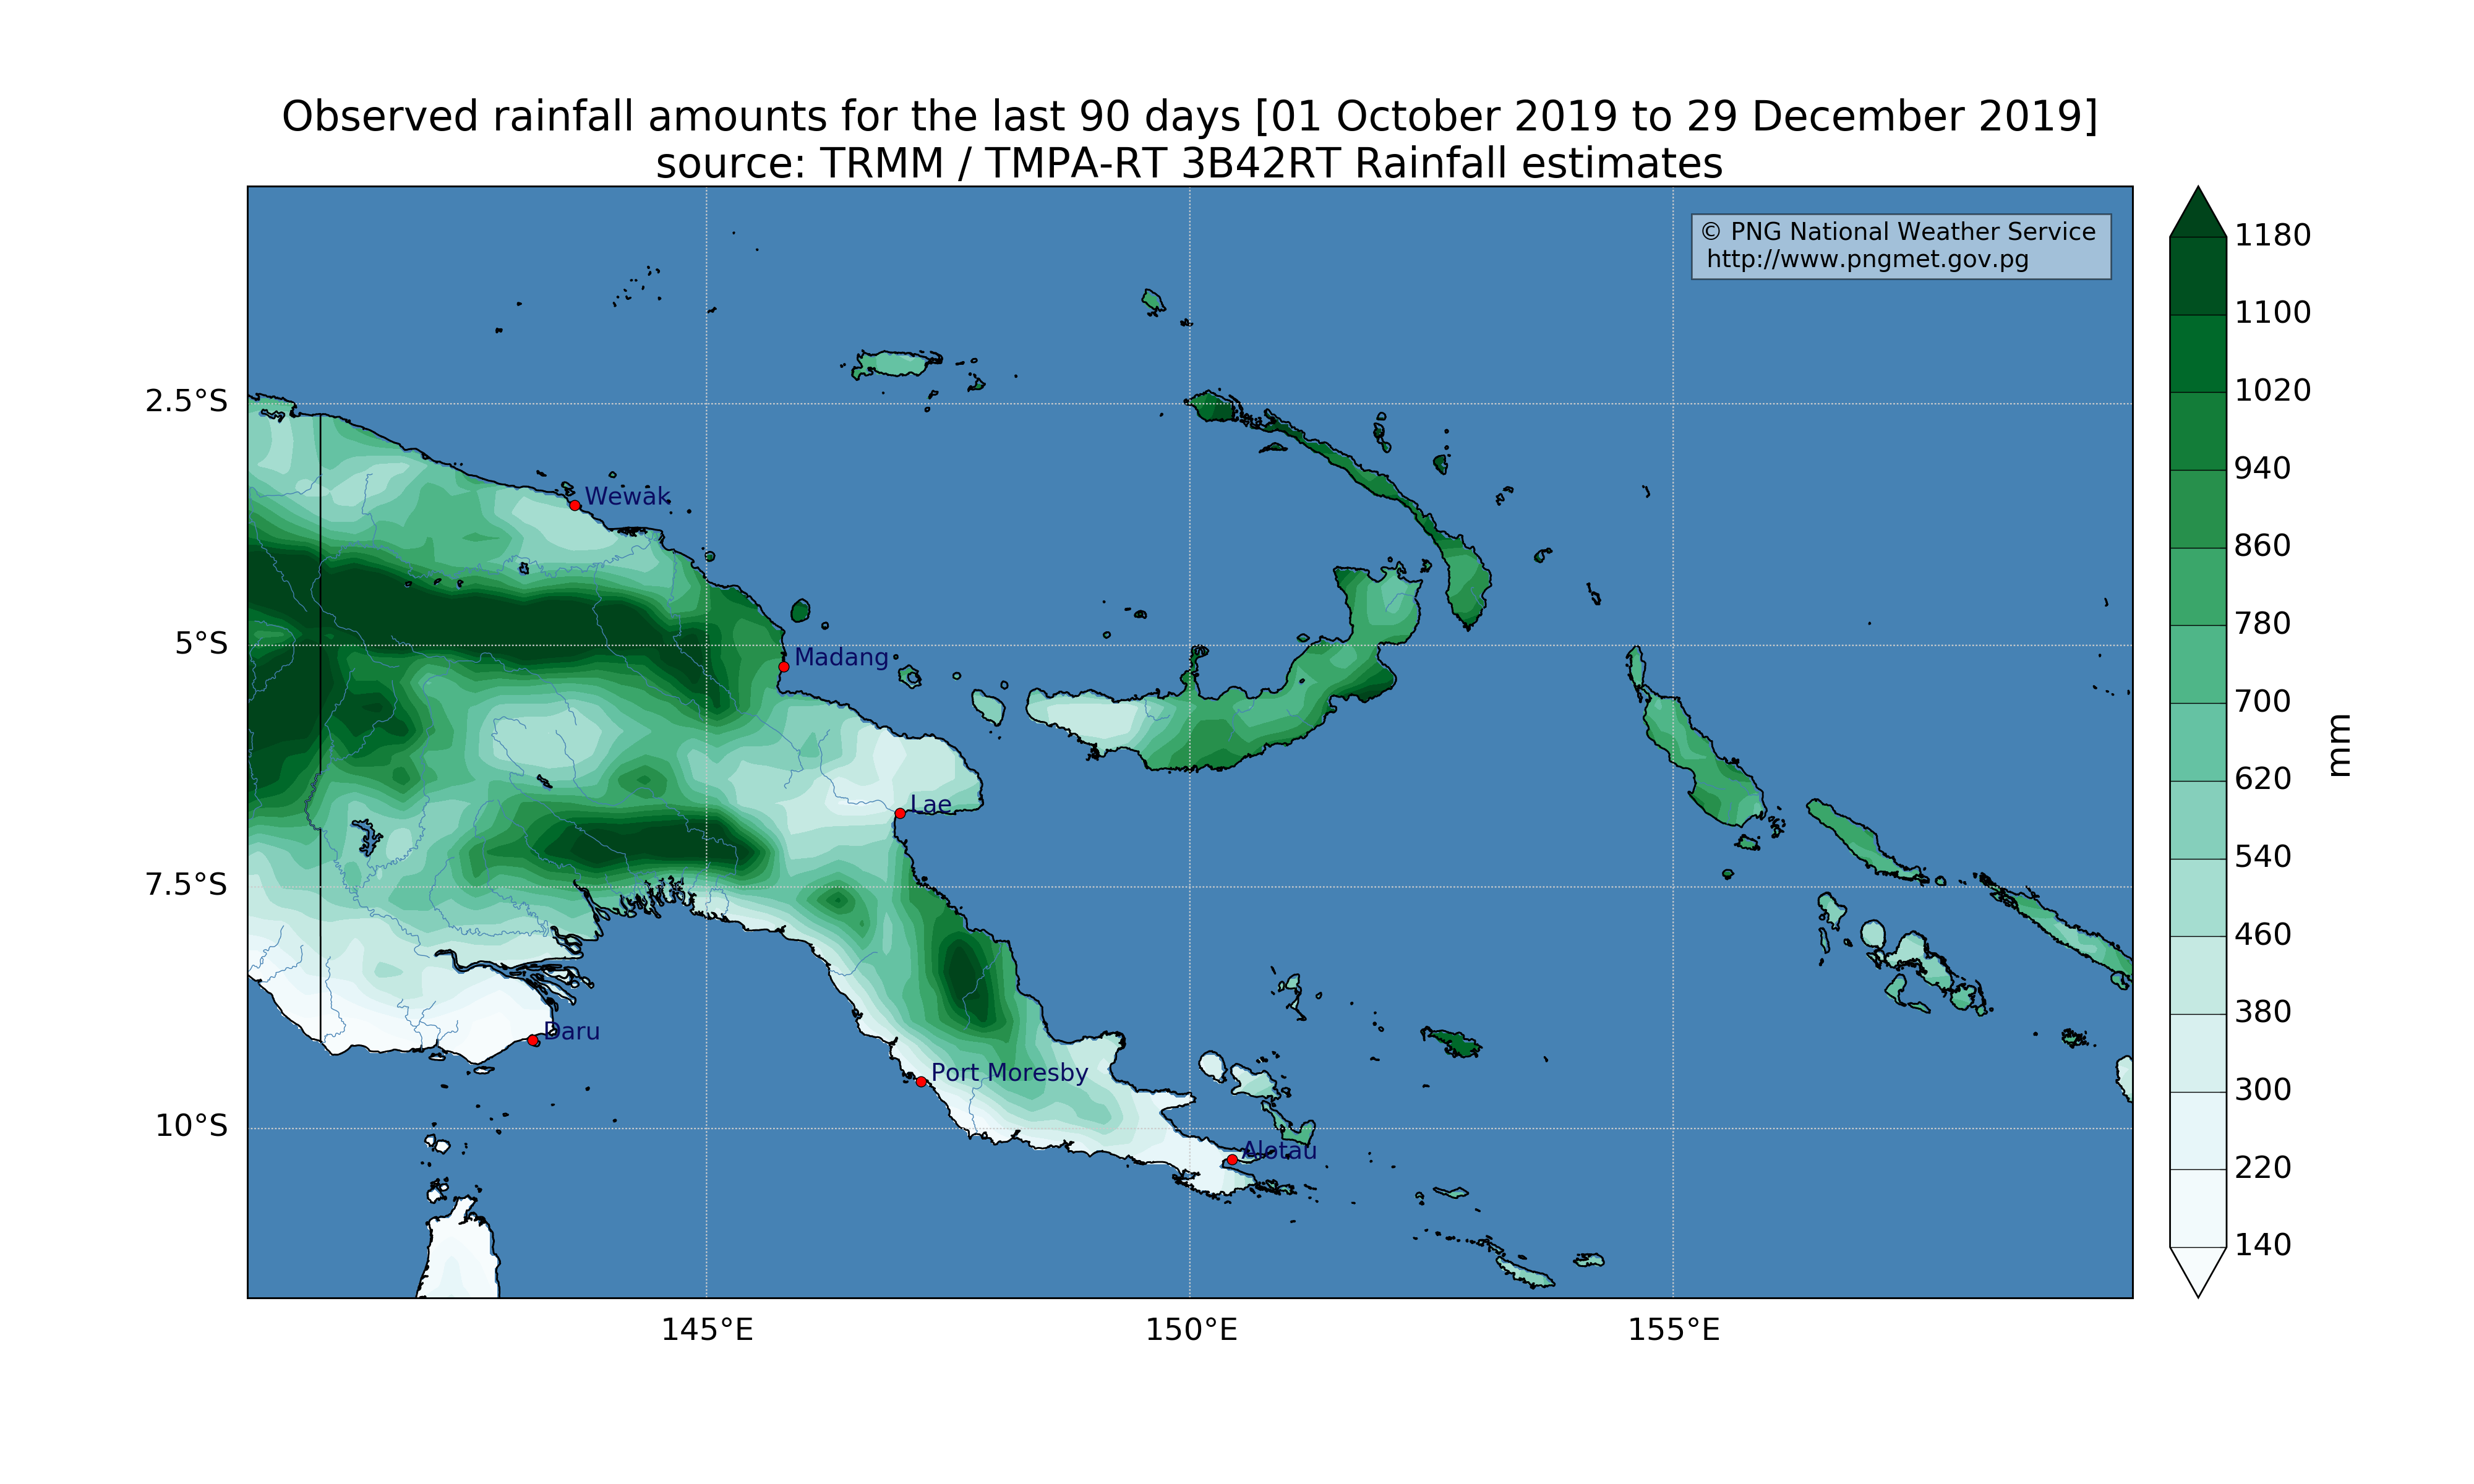 Observed rainfall amounts for the last 90 days [01 October 2019 to 29 December 2019]
source: TRMM / TMPA-RT 3B42RT Rainfall estimates
© PNG National Weather Service
http://www.pngmet.gov.pg
2.5°S
5°S
7.5°S
10°S
Wewak
Madang
Lae
Daru
Port Moresby
Alotau
145°E
150°E
155°E
1180
1100
1020
940
860
780
700
620
540
460
380
300
220
140
mm